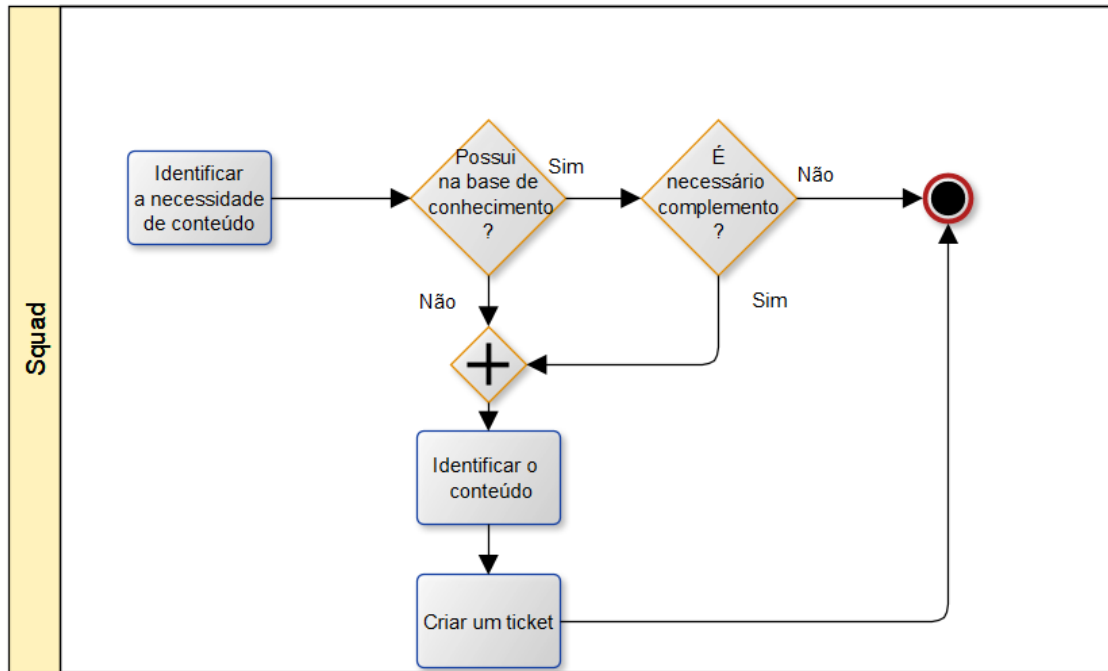 Squad
Identificar
a necessidade
de conteúdo
Possui
na base de
conhecimento
?
Sim
É
necessário
complemento
?
Não
Não
Sim
Identificar o
conteúdo
Criar um ticket